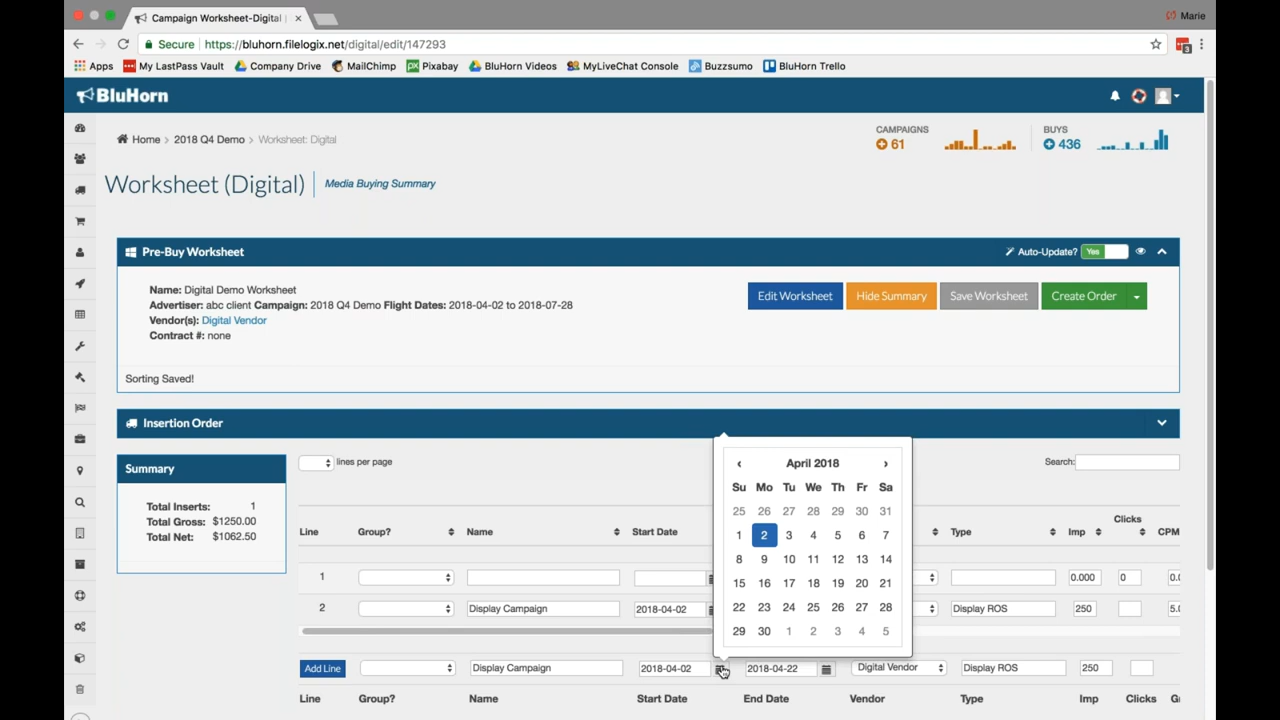 Campaign Worksheet-Digital |
Marie
Secure https://bluhorn.filelogix.net/digital/edit/147293
Apps My LastPass Vault Company Drive MailChimp Pixabay BluHorn Videos MyLiveChat Console Buzzsumo BluHorn Trello
BluHorn
Home > 2018 Q4 Demo > Worksheet: Digital
CAMPAIGNS
61
BUYS
436
Worksheet (Digital) Media Buying Summary
Pre-Buy Worksheet
Auto-Update? Yes
Name: Digital Demo Worksheet
Advertiser: abc client Campaign: 2018 Q4 Demo Flight Dates: 2018-04-02 to 2018-07-28
Vendor(s): Digital Vendor
Contract #: none
Edit Worksheet Hide Summary Save Worksheet Create Order
Sorting Saved!
Insertion Order
Summary
Total Inserts: 1
Total Gross: $1250.00
Total Net: $1062.50
lines per page
Search:
‹ April 2018 ›
Su Mo Tu We Th Fr Sa
25 26 27 28 29 30 31
1 2 3 4 5 6 7
8 9 10 11 12 13 14
15 16 17 18 19 20 21
22 23 24 25 26 27 28
29 30 1 2 3 4 5
Line Group? Name Start Date Type Imp Clicks CPM
1 0.000 0 0.0
2 Display Campaign 2018-04-02 Display ROS 250 5.0
Add Line Display Campaign 2018-04-02 2018-04-22 Digital Vendor Display ROS 250
Line Group? Name Start Date End Date Vendor Type Imp Clicks